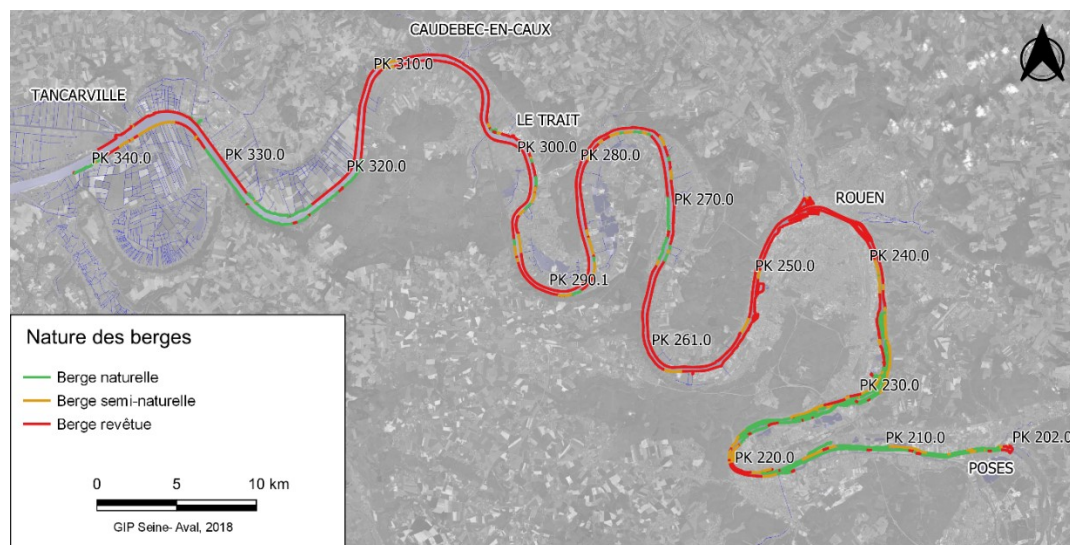 CAUDEBEC-EN-CAUX
PK 310.0
TANCARVILLE
LE TRAIT
PK 340.0
PK 330.0
PK 320.0
PK 300.0
PK 280.0
PK 270.0
ROUEN
PK 290.1
PK 250.0
PK 240.0
PK 261.0
PK 230.0
PK 220.0
PK 210.0
PK 202.0
POSES
Nature des berges
Berge naturelle
Berge semi-naturelle
Berge revêtue
0 5 10 km
GIP Seine- Aval, 2018